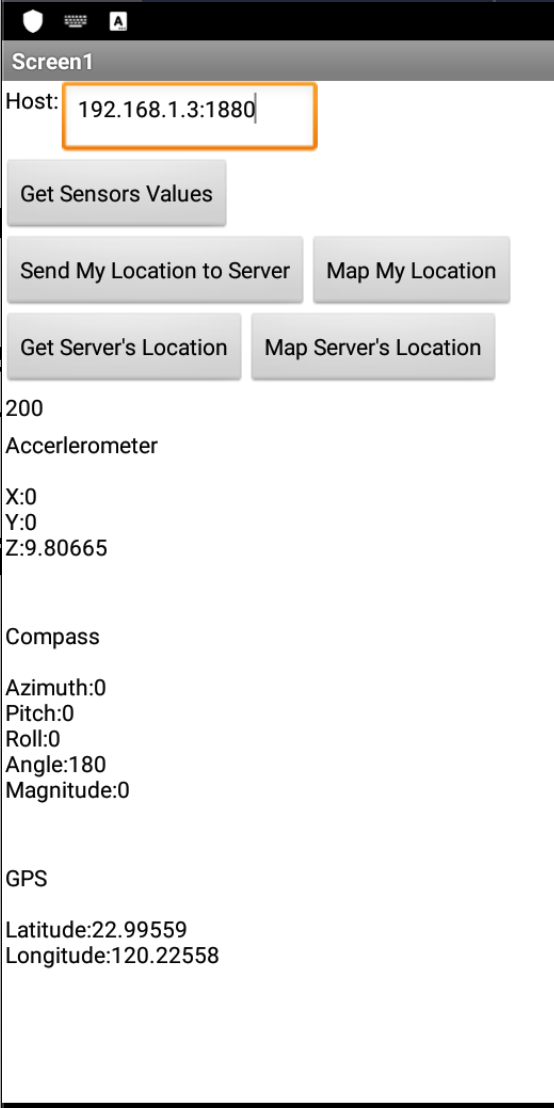 A
Screen1
Host: 192.168.1.3:1880
Get Sensors Values
Send My Location to Server Map My Location
Get Server's Location Map Server's Location
200
Accerlerometer
X:0
Y:0
Z:9.80665
Compass
Azimuth:0
Pitch:0
Roll:0
Angle:180
Magnitude:0
GPS
Latitude:22.99559
Longitude:120.22558